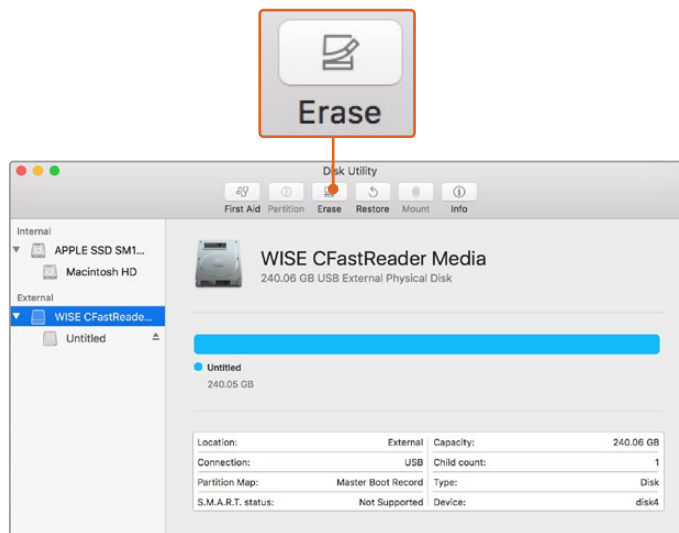 Erase
Disk Utility
First Aid Partition Erase Restore Mount Info
Internal
APPLE SSD SM1...
Macintosh HD
External
WISE CFastReade...
Untitled
WISE CFastReader Media
240.06 GB USB External Physical Disk
Untitled
240.05 GB
Location: External Capacity: 240.06 GB
Connection: USB Child count: 1
Partition Map: Master Boot Record Type: Disk
S.M.A.R.T. status: Not Supported Device: disk4